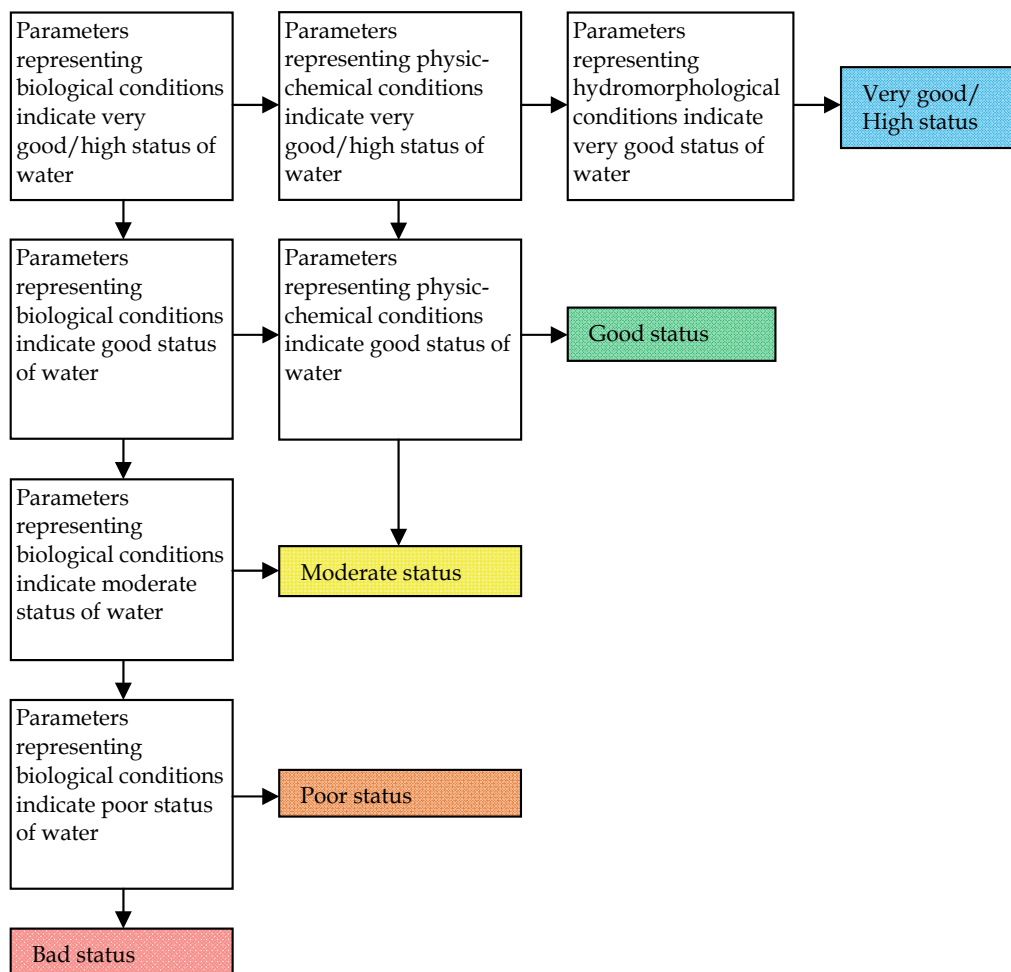 Parameters
representing
biological conditions
indicate very
good/high status of
water
Parameters
representing physic-
chemical conditions
indicate very
good/high status of
water
Parameters
representing
hydromorphological
conditions indicate
very good status of
water
Very good/
High status
Parameters
representing
biological conditions
indicate good status
of water
Parameters
representing physic-
chemical conditions
indicate good status of
water
Good status
Parameters
representing
biological conditions
indicate moderate
status of water
Moderate status
Parameters
representing
biological conditions
indicate poor status
of water
Poor status
Bad status